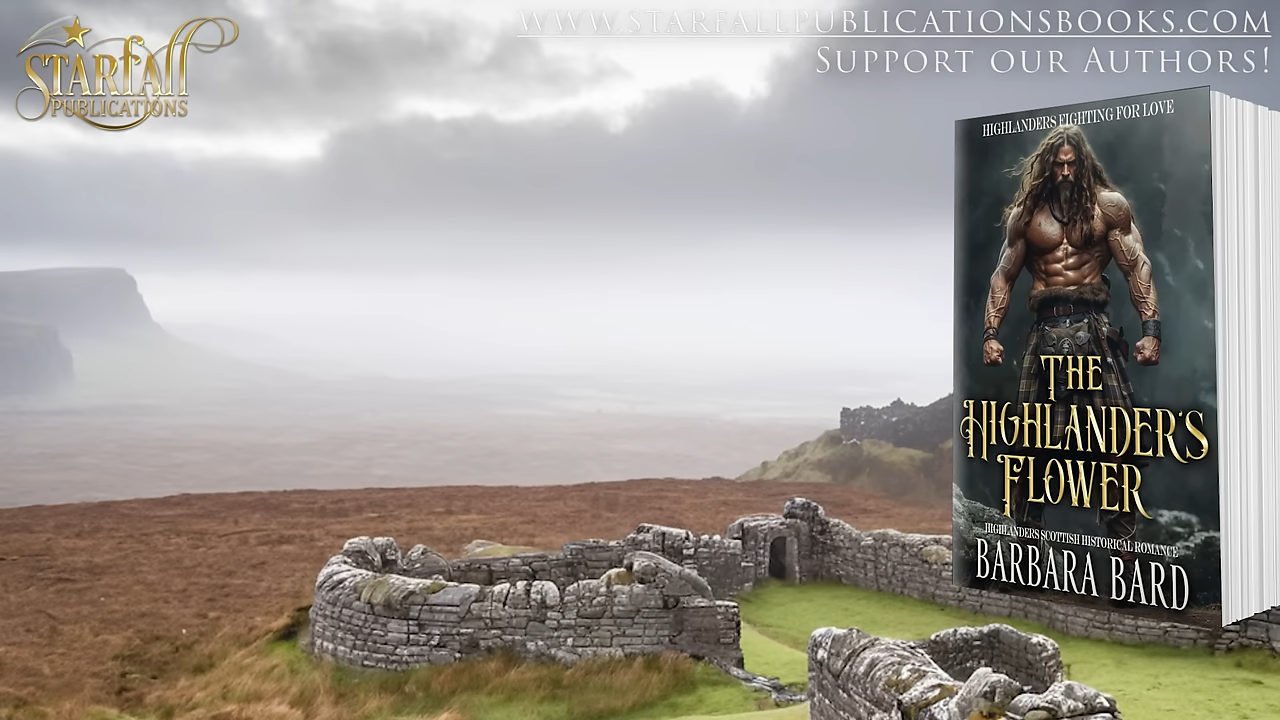 STARfall
PUBLICATIONS
WWW.STARFALLPUBLICATIONSBOOKS.COM
SUPPORT OUR AUTHORS!
HIGHLANDERS FIGHTING FOR LOVE
THE
HIGHLANDER'S
FLOWER
HIGHLANDERS SCOTTISH HISTORICAL ROMANCE
BARBARA BARD